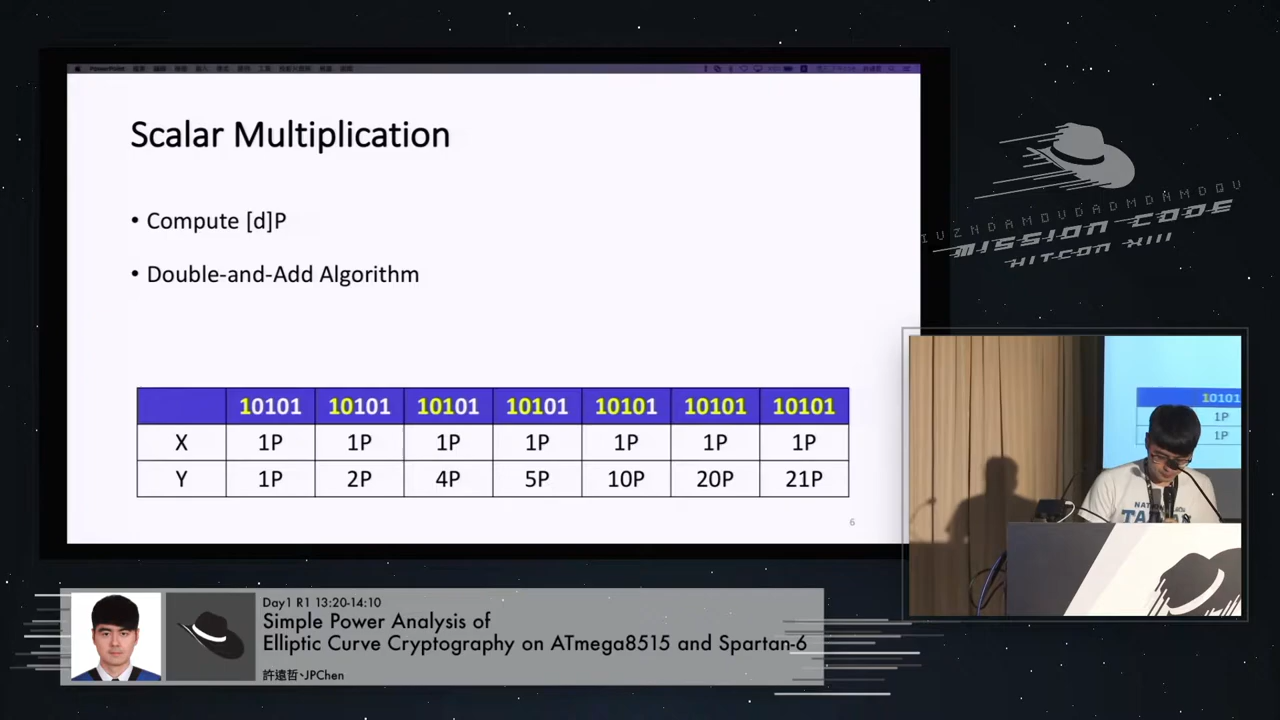 Scalar Multiplication
• Compute [d]P
• Double-and-Add Algorithm
10101 10101 10101 10101 10101 10101 10101
X 1P 1P 1P 1P 1P 1P 1P
Y 1P 2P 4P 5P 10P 20P 21P
6
MISSION CODE
HITCON XIII
10101
1P
1P
Day1 R1 13:20-14:10
Simple Power Analysis of
Elliptic Curve Cryptography on ATmega8515 and Spartan-6
許遠哲、JPChen